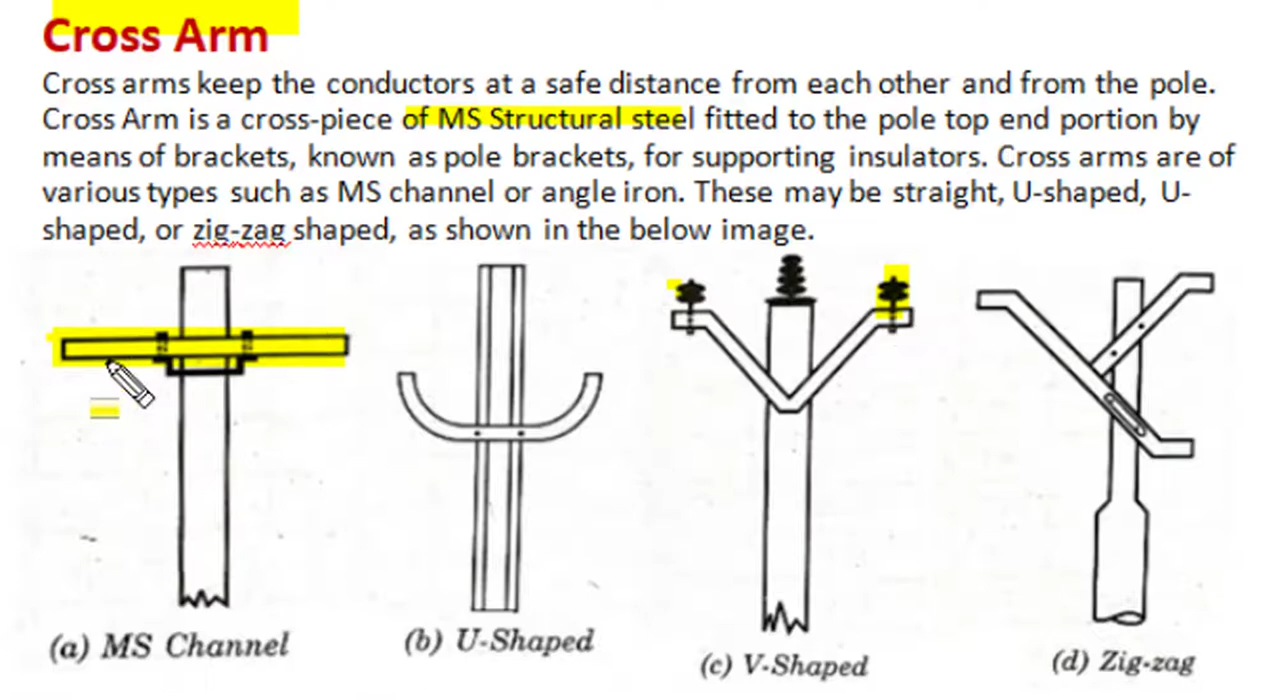 Cross Arm
Cross arms keep the conductors at a safe distance from each other and from the pole.
Cross Arm is a cross-piece of MS Structural steel fitted to the pole top end portion by
means of brackets, known as pole brackets, for supporting insulators. Cross arms are of
various types such as MS channel or angle iron. These may be straight, U-shaped, U-
shaped, or zig-zag shaped, as shown in the below image.
(a) MS Channel
(b) U-Shaped
(c) V-Shaped
(d) Zig-zag